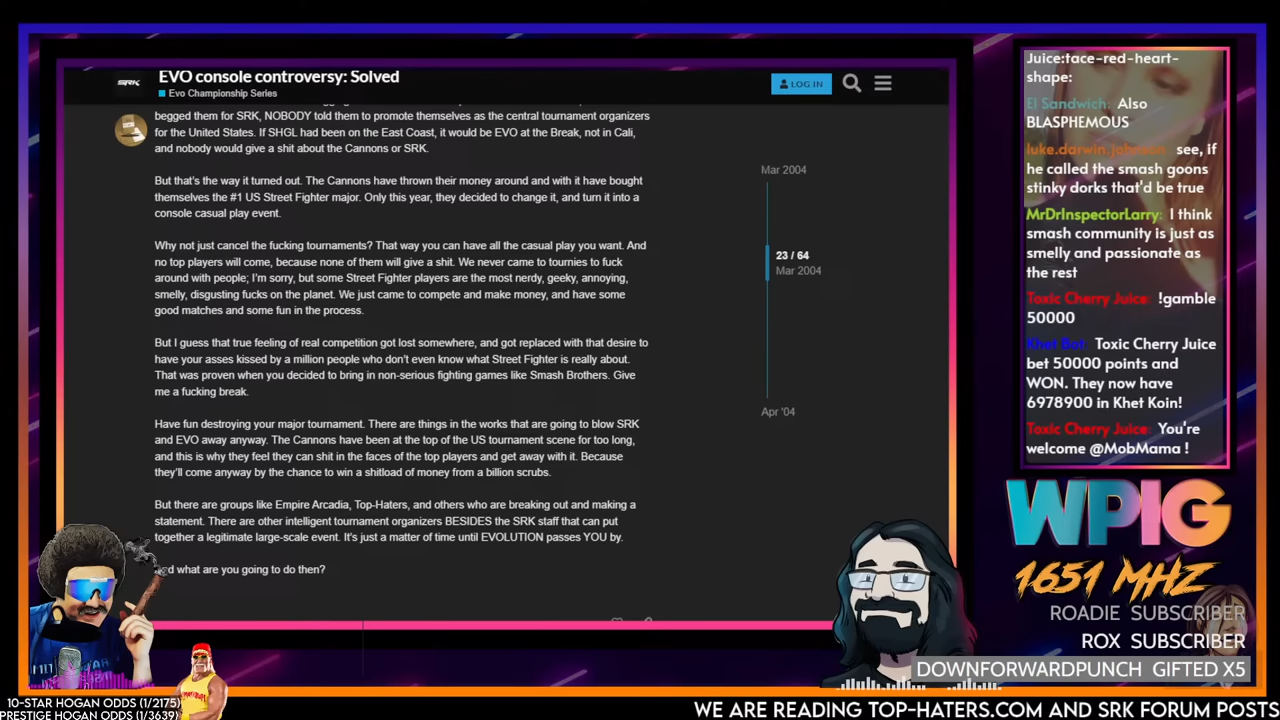 SRK
EVO console controversy: Solved
Evo Championship Series
LOG IN
begged them for SRK, NOBODY told them to promote themselves as the central tournament organizers
for the United States. If SHGL had been on the East Coast, it would be EVO at the Break, not in Cali,
and nobody would give a shit about the Cannons or SRK.
But that's the way it turned out. The Cannons have thrown their money around and with it have bought
themselves the #1 US Street Fighter major. Only this year, they decided to change it, and turn it into a
console casual play event.
Why not just cancel the fucking tournaments? That way you can have all the casual play you want. And
no top players will come, because none of them will give a shit. We never came to tournies to fuck
around with people; I'm sorry, but some Street Fighter players are the most nerdy, geeky, annoying,
smelly, disgusting fucks on the planet. We just came to compete and make money, and have some
good matches and some fun in the process.
But I guess that true feeling of real competition got lost somewhere, and got replaced with that desire to
have your asses kissed by a million people who don't even know what Street Fighter is really about.
That was proven when you decided to bring in non-serious fighting games like Smash Brothers. Give
me a fucking break.
Have fun destroying your major tournament. There are things in the works that are going to blow SRK
and EVO away anyway. The Cannons have been at the top of the US tournament scene for too long,
and this is why they feel they can shit in the faces of the top players and get away with it. Because
they'll come anyway by the chance to win a shitload of money from a billion scrubs.
But there are groups like Empire Arcadia, Top-Haters, and others who are breaking out and making a
statement. There are other intelligent tournament organizers BESIDES the SRK staff that can put
together a legitimate large-scale event. It's just a matter of time until EVOLUTION passes YOU by.
d what are you going to do then?
Mar 2004
23 / 64
Mar 2004
Apr '04
Juice:face-red-heart-
shape:
El Sandwich: Also
BLASPHEMOUS
luke.darwin.johnson: see, if
he called the smash goons
stinky dorks that'd be true
MrDrInspectorLarry: I think
smash community is just as
smelly and passionate as
the rest
Toxic Cherry Juice: !gamble
50000
Khet Bot: Toxic Cherry Juice
bet 50000 points and
WON. They now have
6978900 in Khet Koin!
Toxic Cherry Juice: You're
welcome @MobMama !
WPIG
1651 MHZ
ROADIE SUBSCRIBER
ROX SUBSCRIBER
DOWNFORWARDPUNCH GIFTED X5
10-STAR HOGAN ODDS (1/2175)
PRESTIGE HOGAN ODDS (1/3639)
WE ARE READING TOP-HATERS.COM AND SRK FORUM POSTS